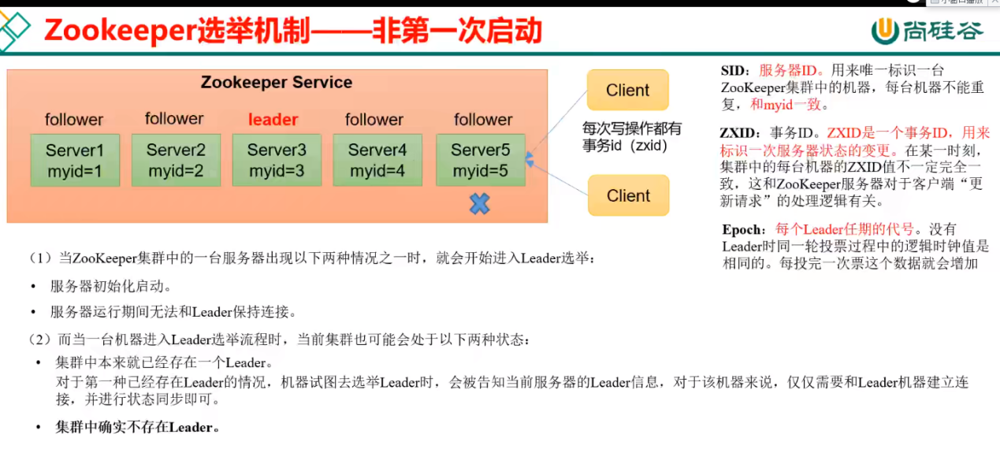 Zookeeper选举机制——非第一次启动
尚硅谷
Zookeeper Service
follower
follower
leader
follower
follower
Server1
myid=1
Server2
myid=2
Server3
myid=3
Server4
myid=4
Server5
myid=5
Client
每次写操作都有
事务id（zxid）
Client
SID：服务器ID。用来唯一标识一台
ZooKeeper集群中的机器，每台机器不能重
复，和myid一致。
ZXID：事务ID。ZXID是一个事务ID，用来
标识一次服务器状态的变更。在某一时刻，
集群中的每台机器的ZXID值不一定完全一
致，这和ZooKeeper服务器对于客户端“更
新请求”的处理逻辑有关。
Epoch：每个Leader任期的代号。没有
Leader时同一轮投票过程中的逻辑时钟值是
相同的。每投完一次票这个数据就会增加
（1）当ZooKeeper集群中的一台服务器出现以下两种情况之一时，就会开始进入Leader选举：
• 服务器初始化启动。
• 服务器运行期间无法和Leader保持连接。
（2）而当一台机器进入Leader选举流程时，当前集群也可能会处于以下两种状态：
• 集群中本来就已经存在一个Leader。
对于第一种已经存在Leader的情况，机器试图去选举Leader时，会被告知当前服务器的Leader信息，对于该机器来说，仅仅需要和Leader机器建立连
接，并进行状态同步即可。
• 集群中确实不存在Leader。